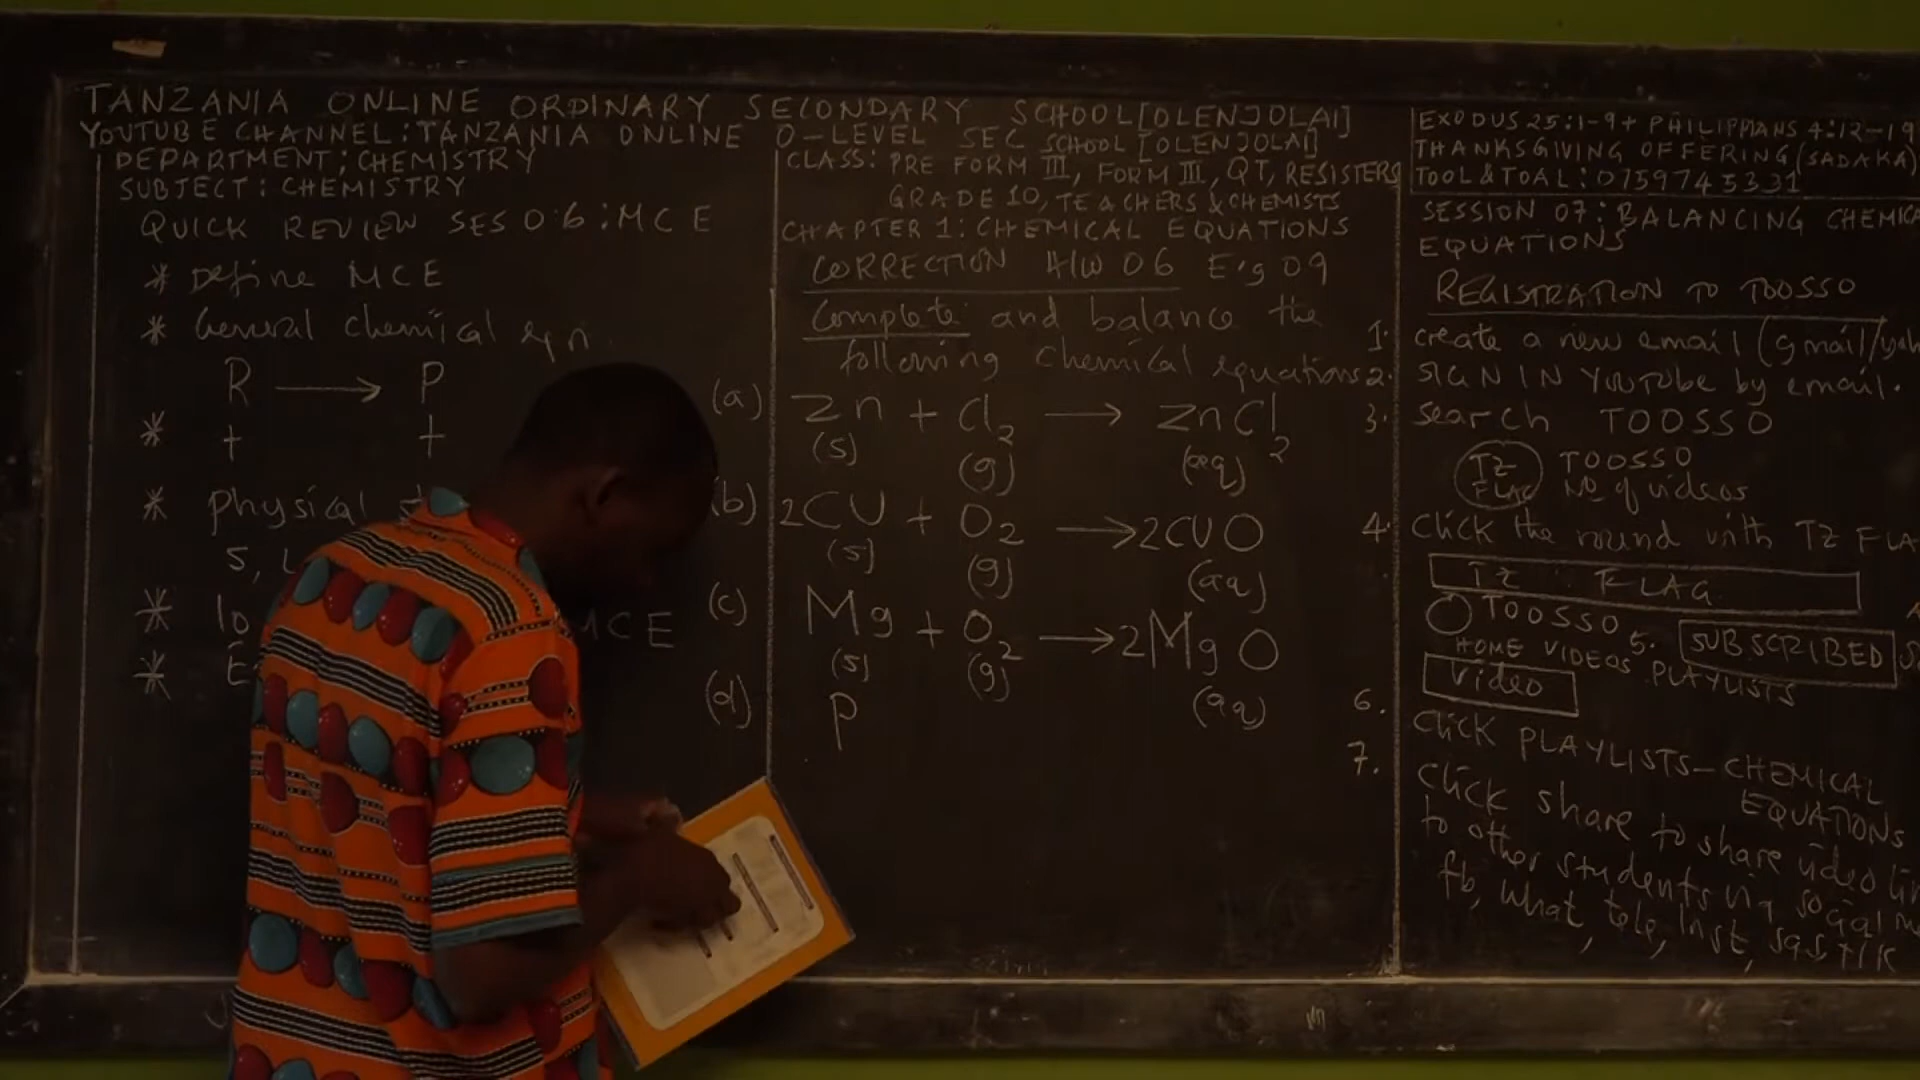 TANZANIA ONLINE ORDINARY SECONDARY SCHOOL[OLENJOLAI]
YOUTUBE CHANNEL: TANZANIA ONLINE O-LEVEL SEC SCHOOL [OLENJOLAI]
DEPARTMENT: CHEMISTRY
SUBJECT: CHEMISTRY
QUICK REVIEW SES 06: MCE
* Define MCE
* General chemical eqn
R → P
* + +
* physical
S, L
* MCE
*
CLASS: PRE FORM III, FORM III, QT, RESISTERS
GRADE 10, TEACHERS & CHEMISTS
CHAPTER 1: CHEMICAL EQUATIONS
CORRECTION H/W 06 E.g 09
Complete and balance the
following chemical equations
(a) Zn + Cl2 → ZnCl2
(s) (g) (aq)
(b) 2CU + O2 → 2CUO
(s) (g) (aq)
(c) Mg + O2 → 2MgO
(s) (g) (aq)
(d) P
EXODUS 25:1-9 + PHILIPPIANS 4:12-19
THANKSGIVING OFFERING (SADAKA)
TOOL & TOAL: 0759745331
SESSION 07: BALANCING CHEMICA
EQUATIONS
REGISTRATION TO TOOSSO
1. create a new email (gmail/yah
2. SIGN IN YOUTUBE by email.
3. search TOOSSO
TZ FLAG TOOSSO
No of videos
4. Click the round with TZ FLA
TZ FLAG
TOOSSO 5. SUBSCRIBED
HOME VIDEOS PLAYLISTS
Video
6. Click PLAYLISTS-CHEMICAL
EQUATIONS
7. Click share to share video lin
to other students in social m
fb, what, tele, Inst,